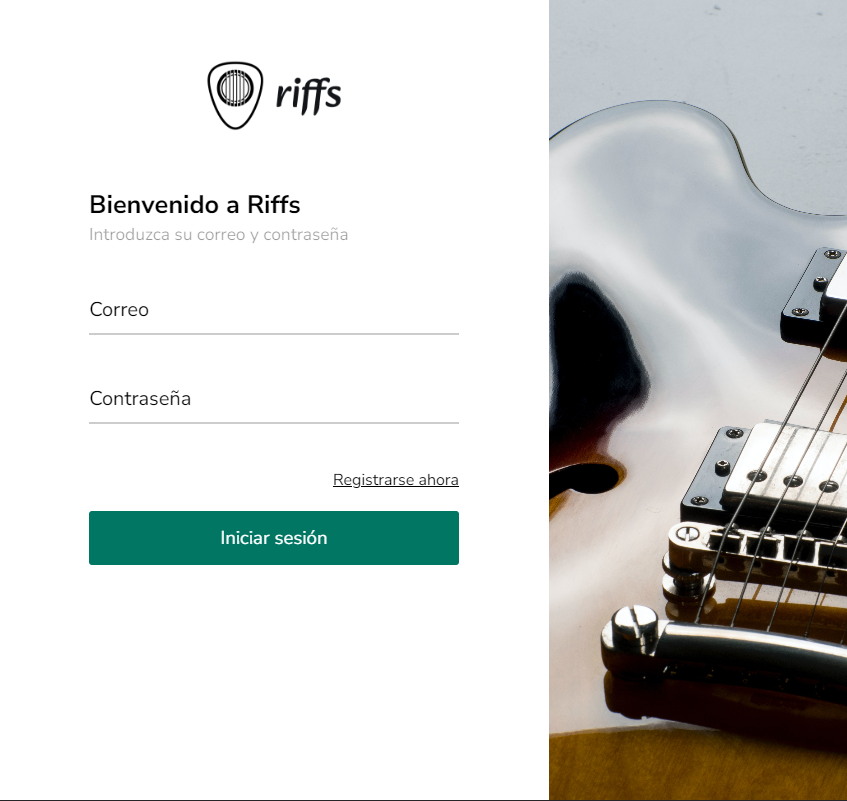 riffs
Bienvenido a Riffs
Introduzca su correo y contraseña
Correo
Contraseña
Registrarse ahora
Iniciar sesión